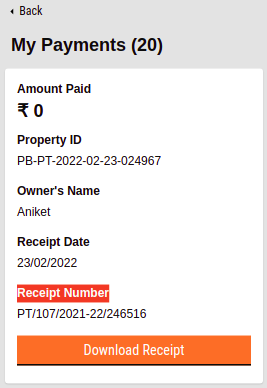 Back
My Payments (20)
Amount Paid
₹ 0
Property ID
PB-PT-2022-02-23-024967
Owner's Name
Aniket
Receipt Date
23/02/2022
Receipt Number
PT/107/2021-22/246516
Download Receipt